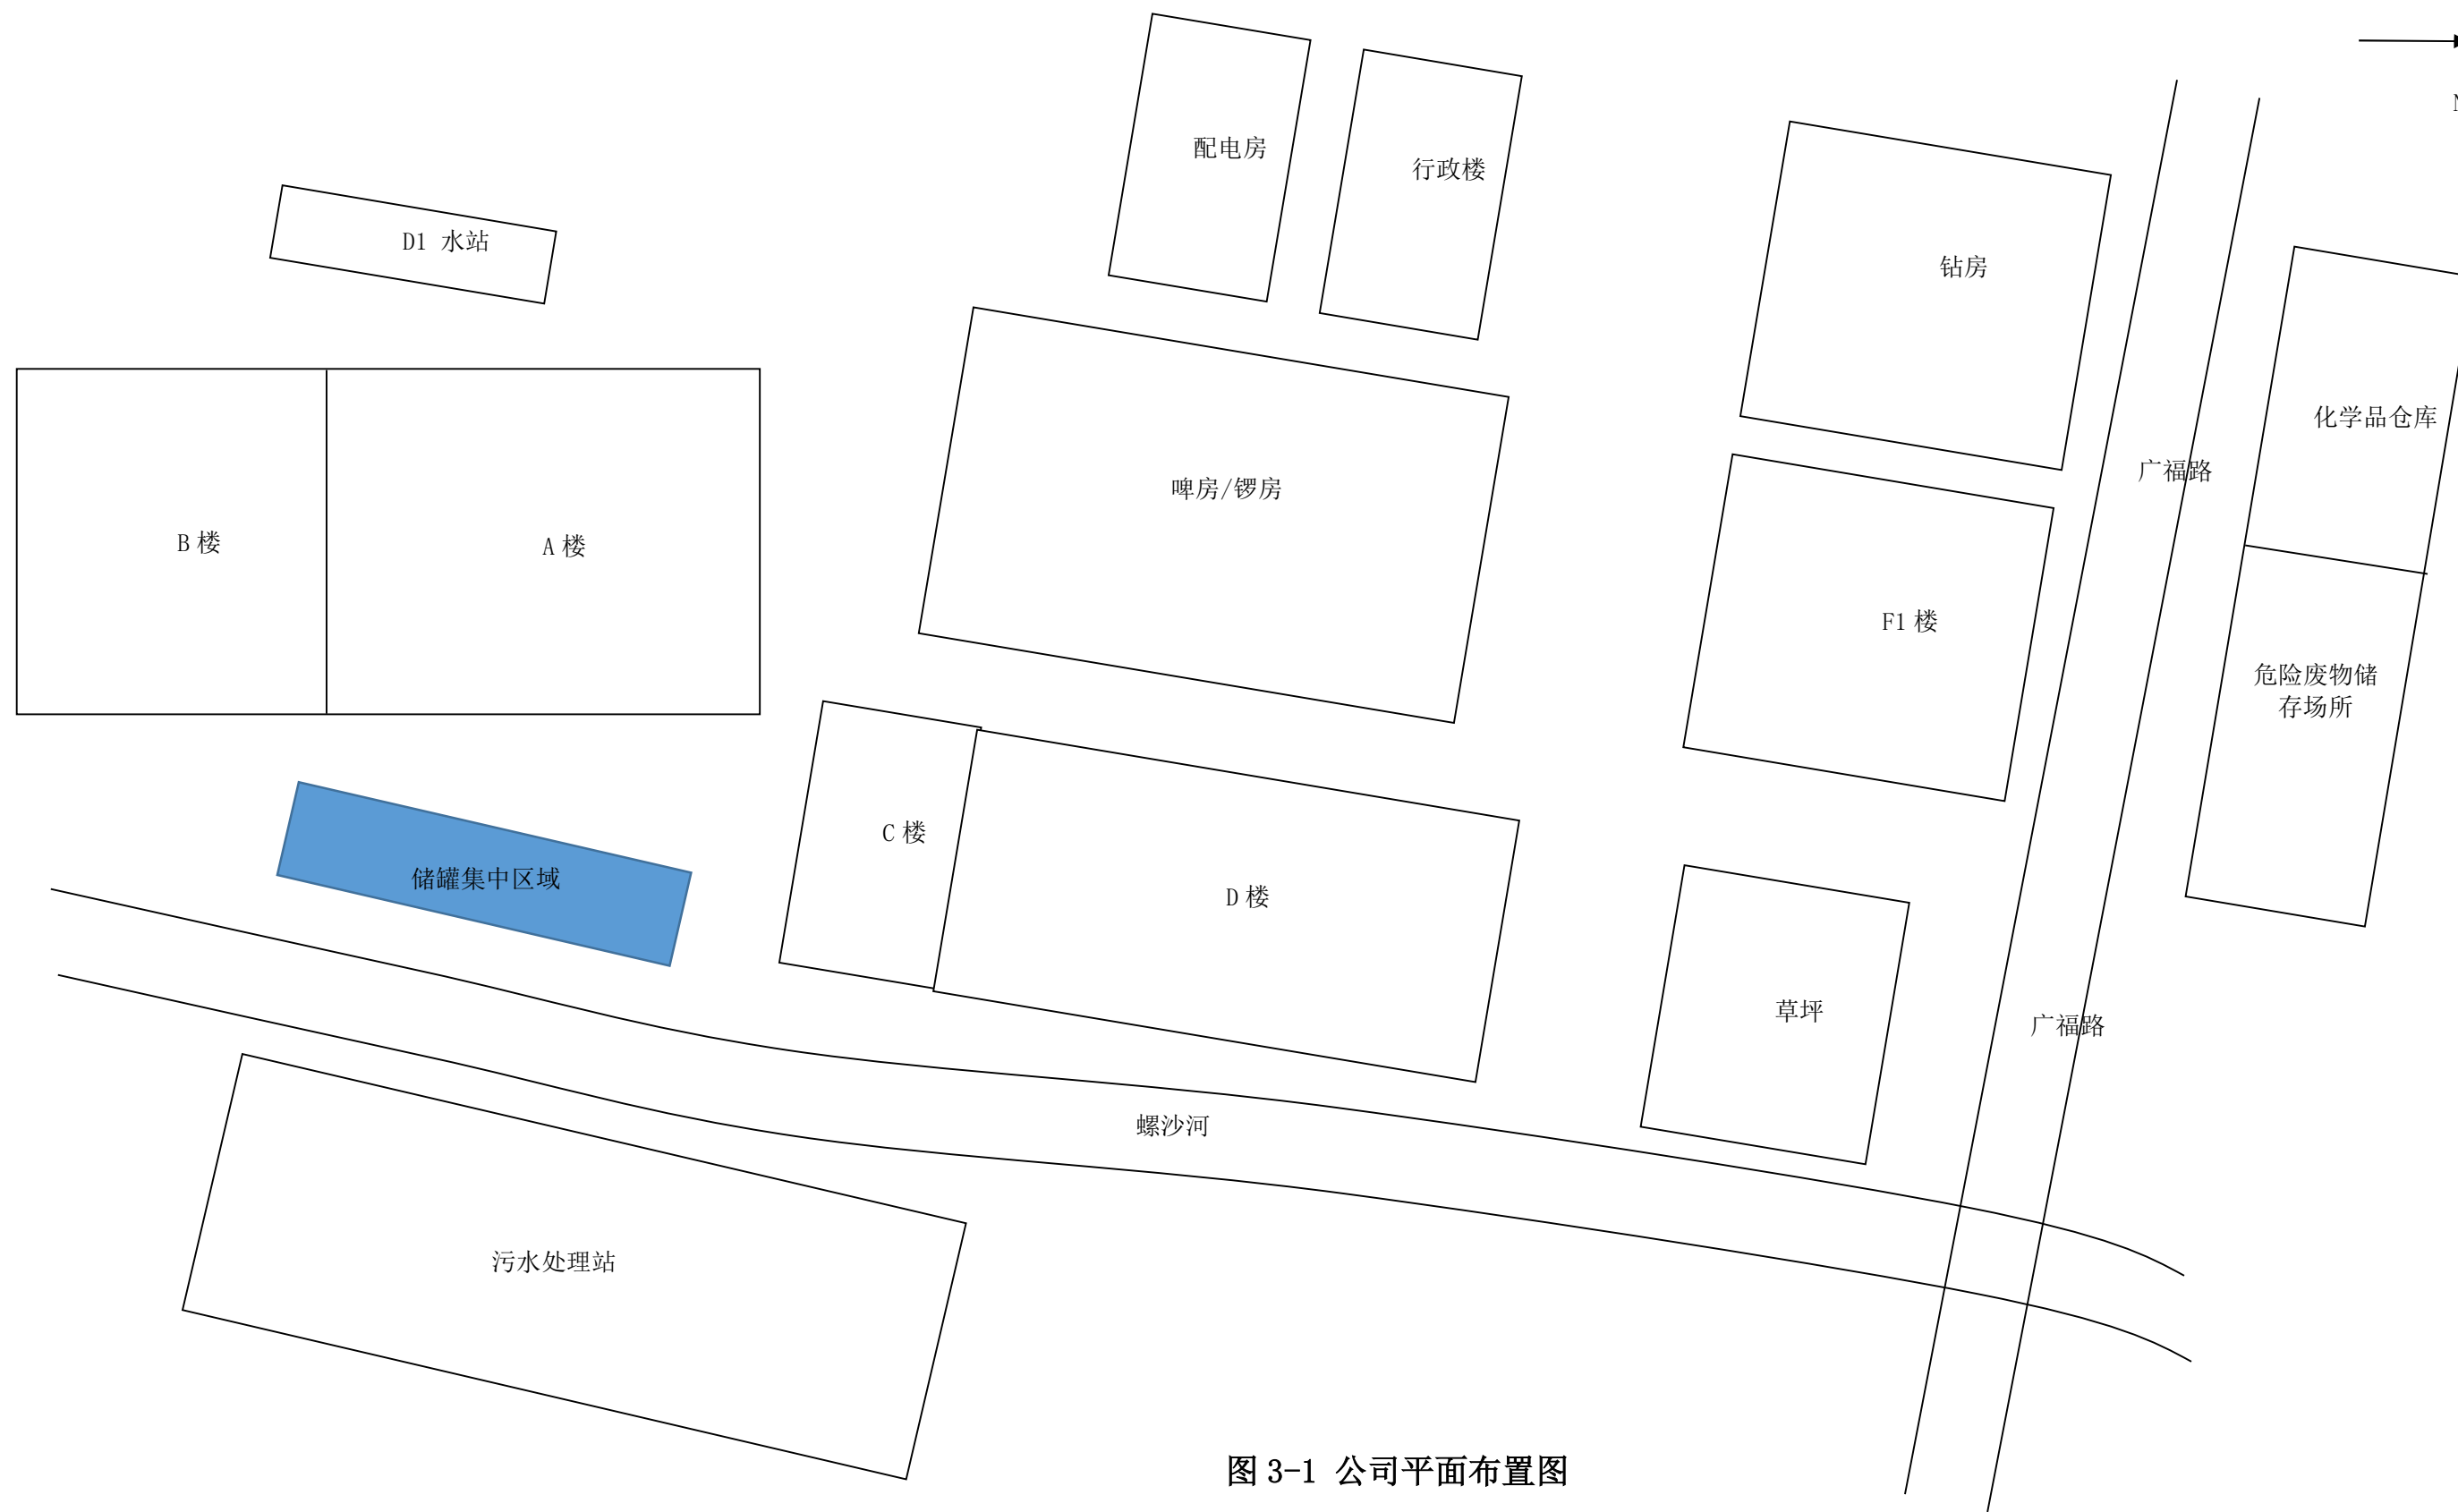 N
配电房
行政楼
D1 水站
钻房
化学品仓库
广福路
啤房/锣房
B 楼
A 楼
F1 楼
危险废物储
存场所
C 楼
储罐集中区域
D 楼
草坪
广福路
螺沙河
污水处理站
图 3-1 公司平面布置图